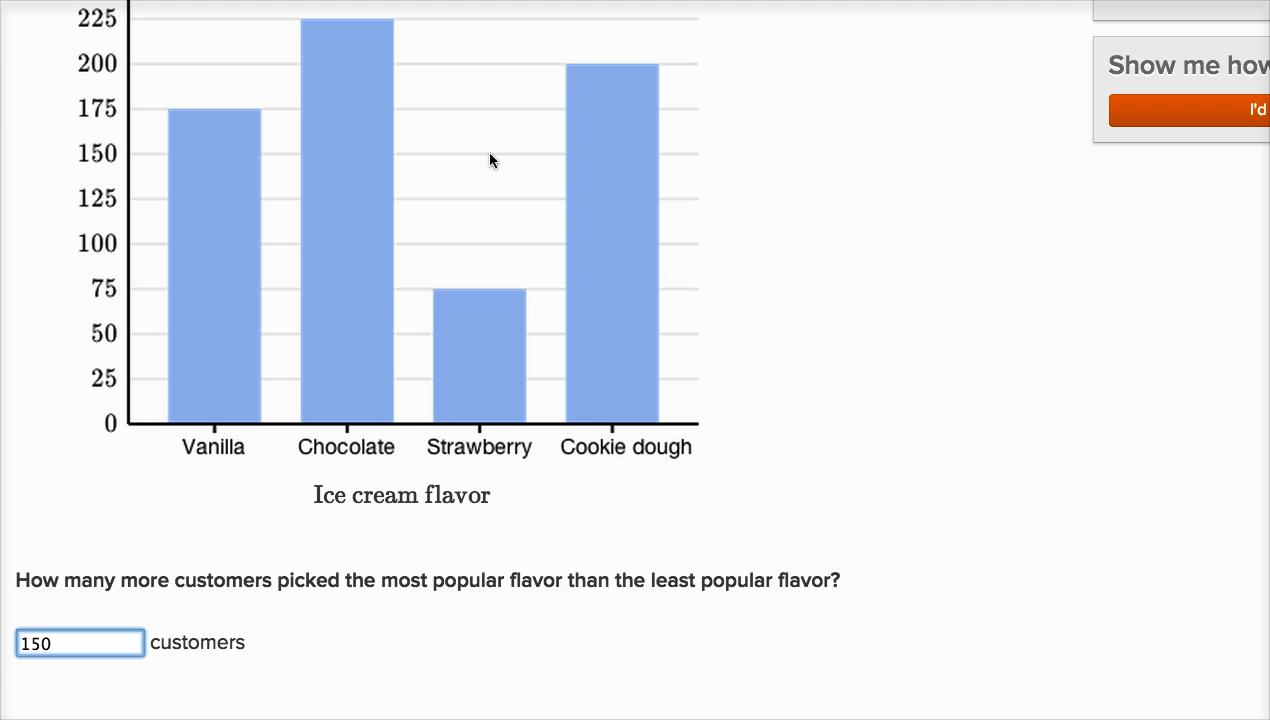 225
200
175
150
125
100
75
50
25
0
Vanilla Chocolate Strawberry Cookie dough
Ice cream flavor
Show me how
I'd
How many more customers picked the most popular flavor than the least popular flavor?
150 customers